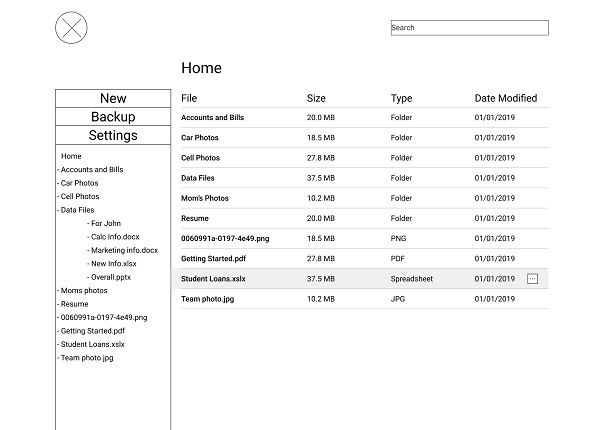 Search
Home
New
Backup
Settings
Home
- Accounts and Bills
- Car Photos
- Cell Photos
- Data Files
- For John
- Calc Info.docx
- Marketing info.docx
- New Info.xlsx
- Overall.pptx
- Moms photos
- Resume
- 0060991a-0197-4e49.png
- Getting Started.pdf
- Student Loans.xslx
- Team photo.jpg
File Size Type Date Modified
Accounts and Bills 20.0 MB Folder 01/01/2019
Car Photos 18.5 MB Folder 01/01/2019
Cell Photos 27.8 MB Folder 01/01/2019
Data Files 37.5 MB Folder 01/01/2019
Mom's Photos 10.2 MB Folder 01/01/2019
Resume 20.0 MB Folder 01/01/2019
0060991a-0197-4e49.png 18.5 MB PNG 01/01/2019
Getting Started.pdf 27.8 MB PDF 01/01/2019
Student Loans.xslx 37.5 MB Spreadsheet 01/01/2019
Team photo.jpg 10.2 MB JPG 01/01/2019